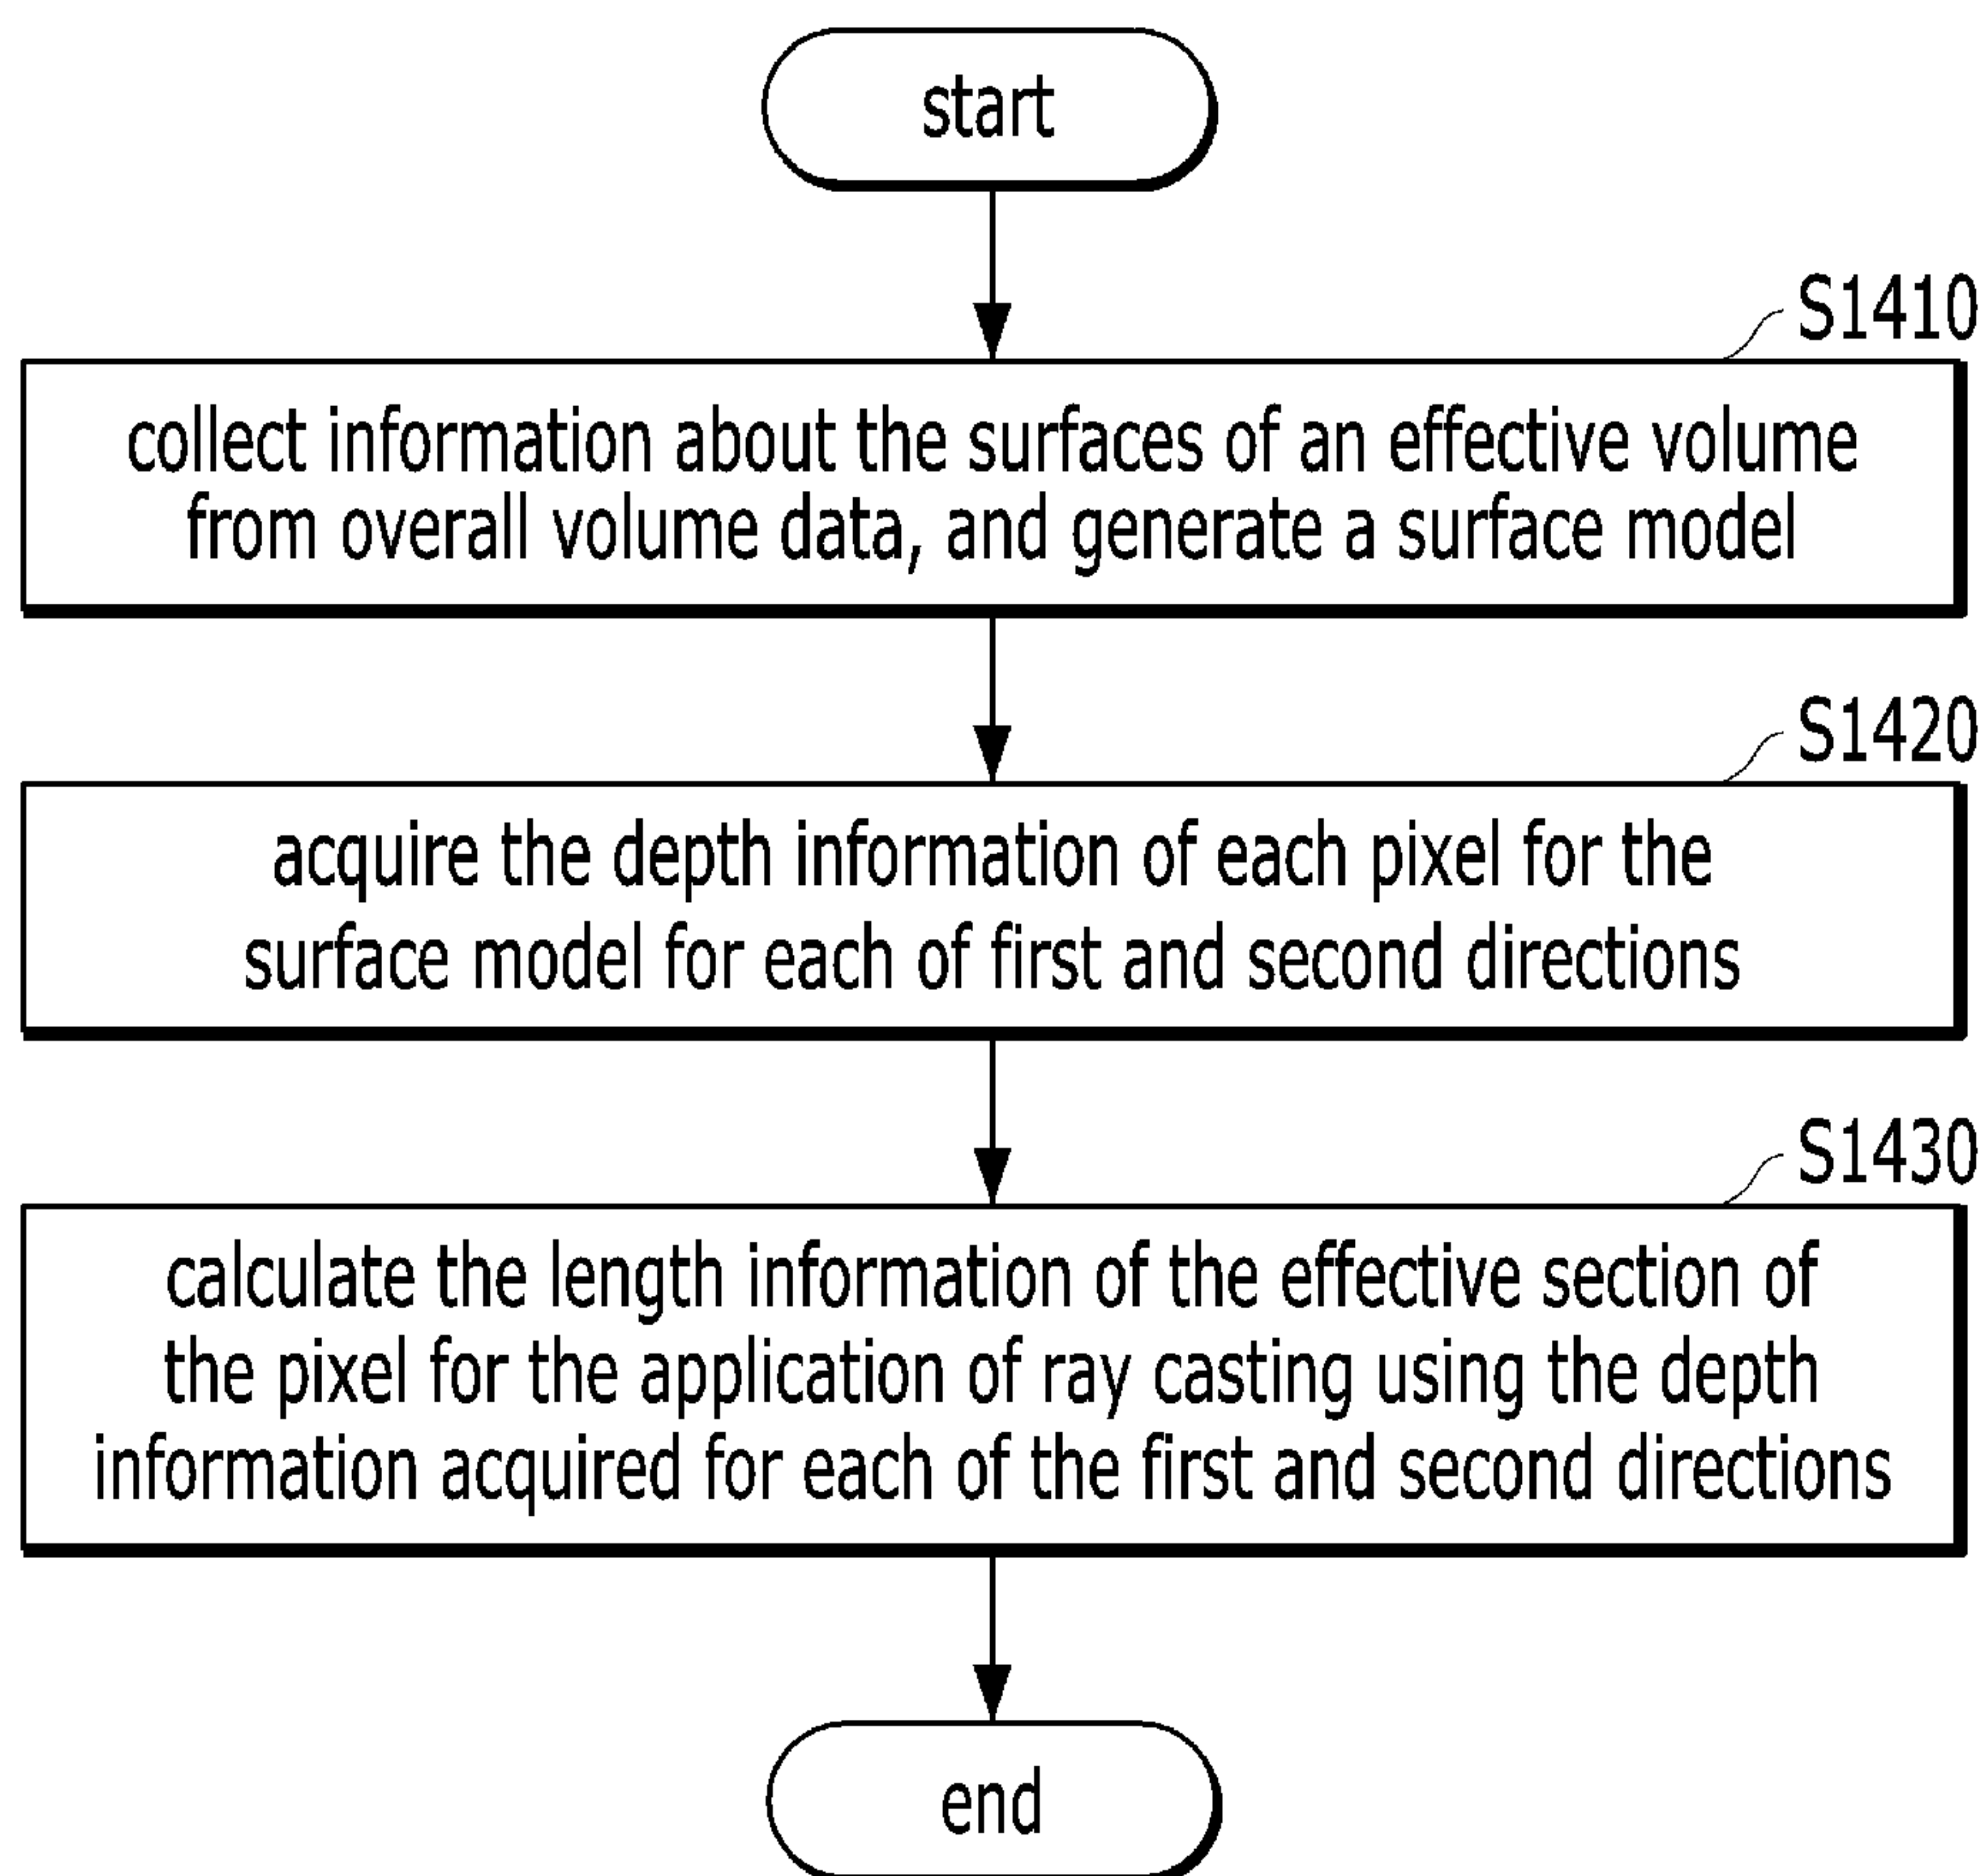 start
S1410
collect information about the surfaces of an effective volume
from overall volume data, and generate a surface model
S1420
acquire the depth information of each pixel for the
surface model for each of first and second directions
S1430
calculate the length information of the effective section of
the pixel for the application of ray casting using the depth
information acquired for each of the first and second directions
end